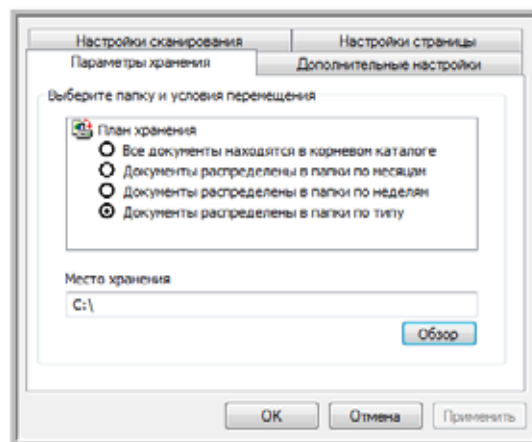 Настройки сканирования Настройки страницы
Параметры хранения Дополнительные настройки
Выберите папку и условия перемещения
План хранения
Все документы находятся в корневом каталоге
Документы распределены в папки по месяцам
Документы распределены в папки по неделям
Документы распределены в папки по типу
Место хранения
C:\
Обзор
OK Отмена Применить